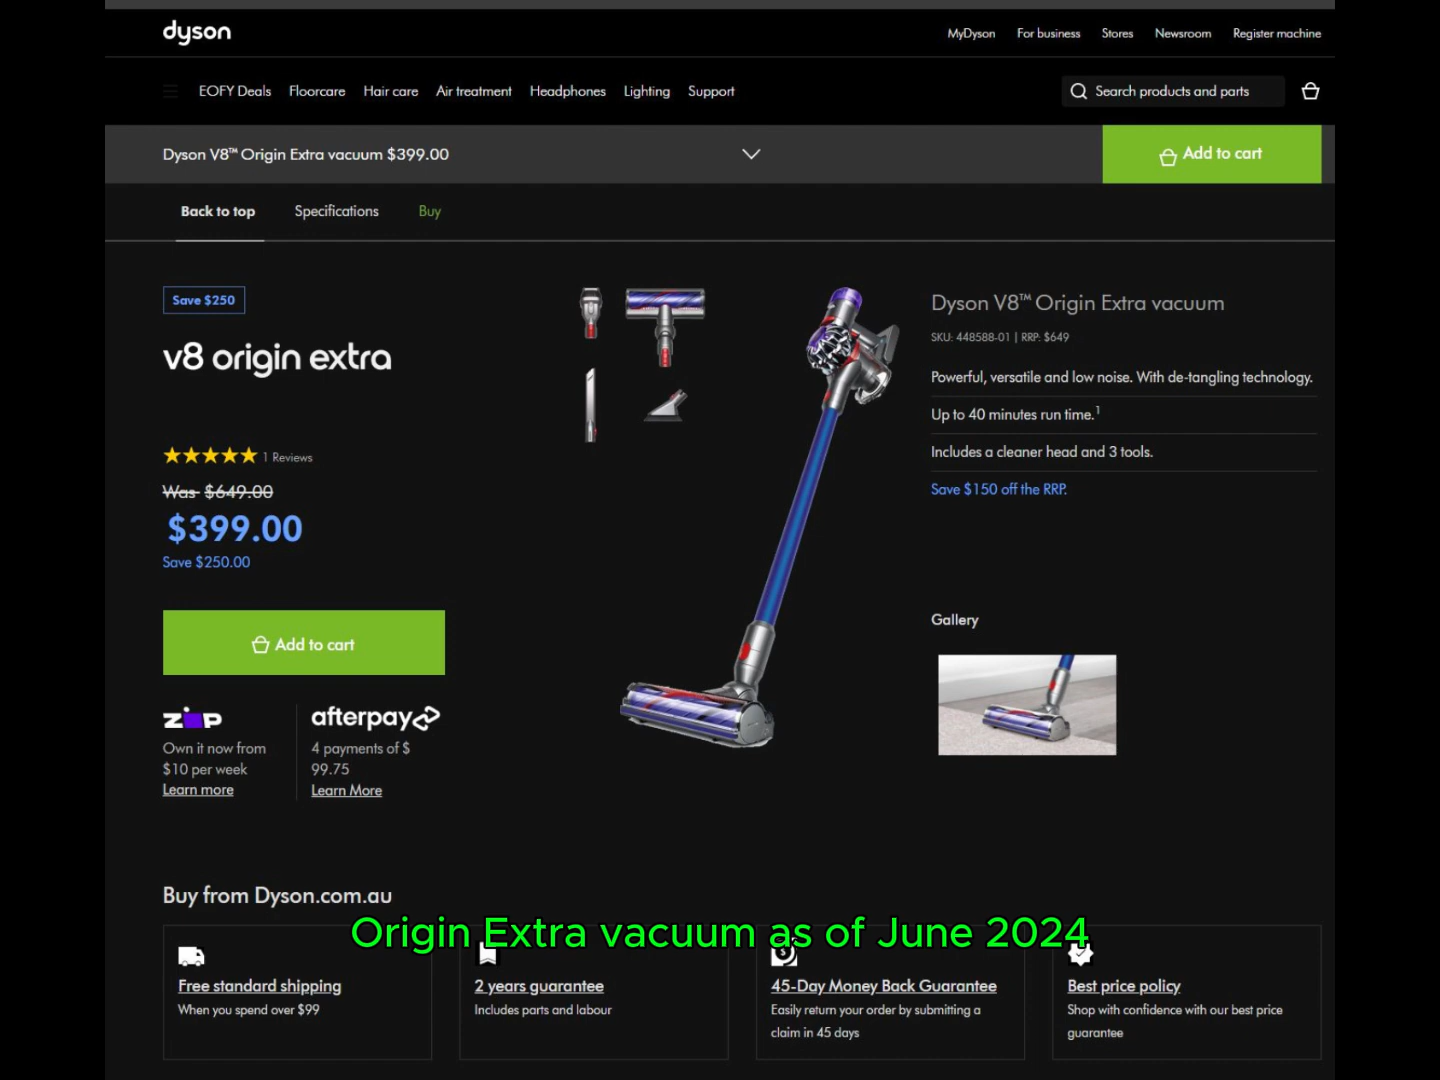 dyson
MyDyson For business Stores Newsroom Register machine
EOFY Deals Floorcare Hair care Air treatment Headphones Lighting Support
Search products and parts
Dyson V8™ Origin Extra vacuum $399.00
Add to cart
Back to top Specifications Buy
Save $250
v8 origin extra
1 Reviews
Was $649.00
$399.00
Save $250.00
Add to cart
zip
Own it now from
$10 per week
Learn more
afterpay
4 payments of $
99.75
Learn More
Dyson V8™ Origin Extra vacuum
SKU: 448588-01 | RRP: $649
Powerful, versatile and low noise. With de-tangling technology.
Up to 40 minutes run time.¹
Includes a cleaner head and 3 tools.
Save $150 off the RRP.
Gallery
Buy from Dyson.com.au
Origin Extra vacuum as of June 2024
Free standard shipping
When you spend over $99
2 years guarantee
Includes parts and labour
45-Day Money Back Guarantee
Easily return your order by submitting a
claim in 45 days
Best price policy
Shop with confidence with our best price
guarantee